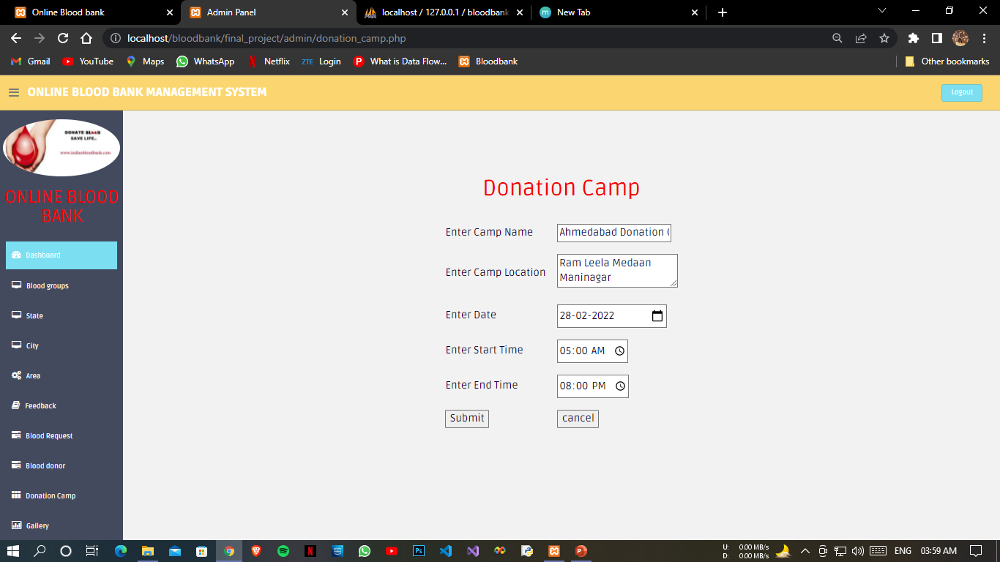 Online Blood bank
Admin Panel
localhost / 127.0.0.1 / bloodbank
New Tab
localhost/bloodbank/final_project/admin/donation_camp.php
Gmail
YouTube
Maps
WhatsApp
Netflix
ZTE Login
What is Data Flow...
Bloodbank
Other bookmarks
ONLINE BLOOD BANK MANAGEMENT SYSTEM
Logout
DONATE BLOOD
SAVE LIFE..
www.indianbloodbank.com
ONLINE BLOOD
BANK
Dashboard
Blood groups
State
City
Area
Feedback
Blood Request
Blood donor
Donation Camp
Gallery
Donation Camp
Enter Camp Name
Ahmedabad Donation (
Enter Camp Location
Ram Leela Medaan
Maninagar
Enter Date
28-02-2022
Enter Start Time
05:00 AM
Enter End Time
08:00 PM
Submit
cancel
U: 0.00 MB/s
D: 0.00 MB/s
ENG
03:59 AM